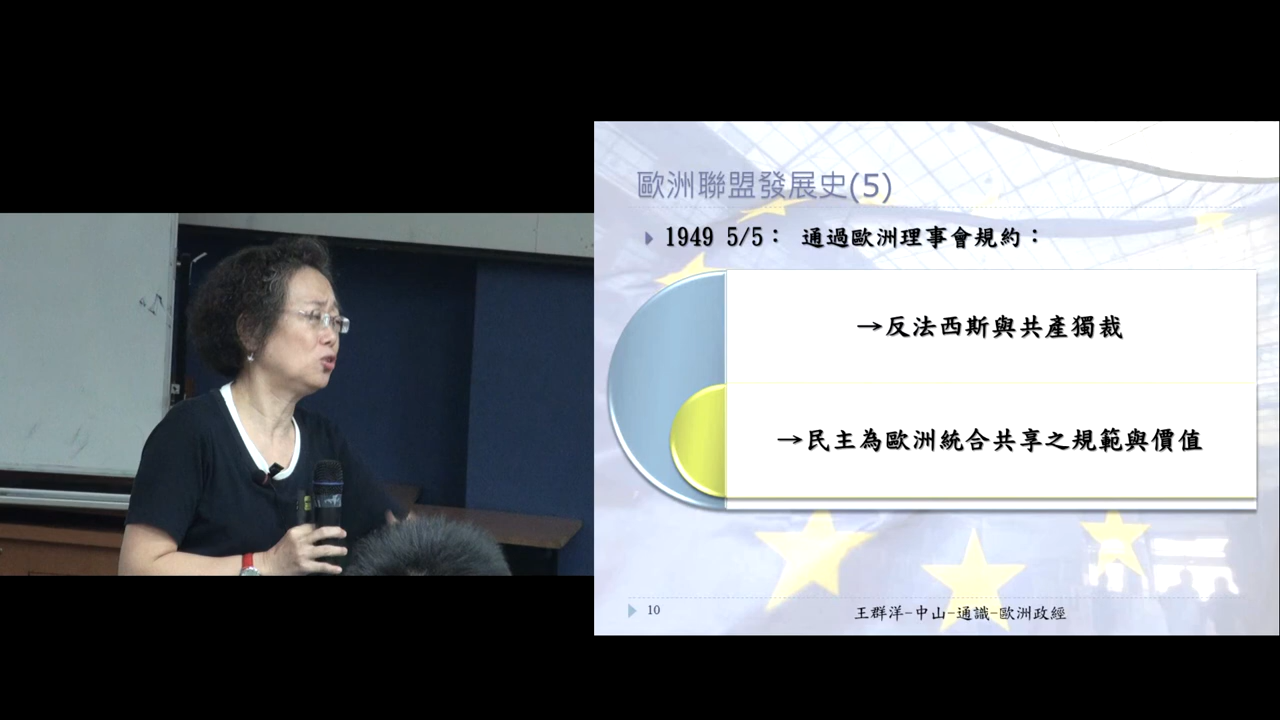 歐洲聯盟發展史(5)
1949 5/5： 通過歐洲理事會規約：
→反法西斯與共產獨裁
→民主為歐洲統合共享之規範與價值
10
王群洋-中山-通識-歐洲政經